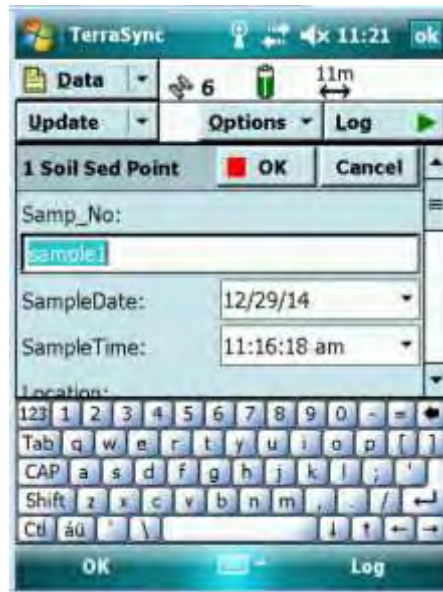 TerraSync 11:21 ok
Data 6 11m
Update Options Log
1 Soil Sed Point OK Cancel
Samp_No:
sample1
SampleDate: 12/29/14
SampleTime: 11:16:18 am
Location:
123 1 2 3 4 5 6 7 8 9 0 - =
Tab q w e r t y u i o p [ ]
CAP a s d f g h j k l ; '
Shift z x c v b n m , . /
Ctl áü ` \
OK Log